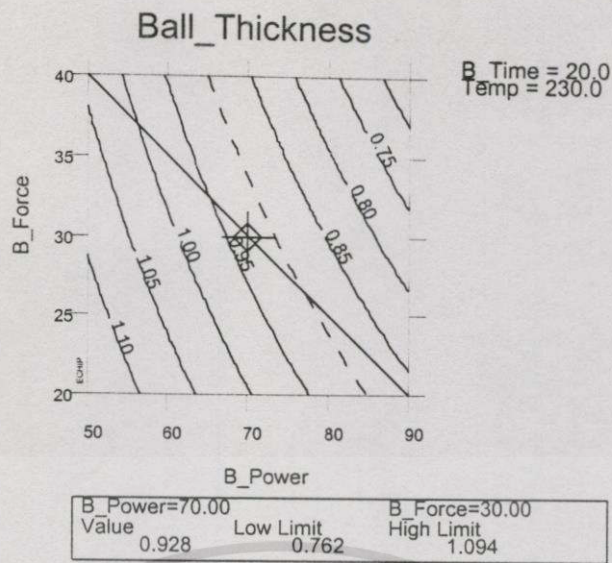 Ball_Thickness
B_Time = 20.0
Temp = 230.0
B_Force
40
35
30
25
20
1.10
1.05
1.00
0.95
0.85
0.80
0.75
ECHIP
50 60 70 80 90
B_Power
B_Power=70.00 B_Force=30.00
Value Low Limit High Limit
0.928 0.762 1.094